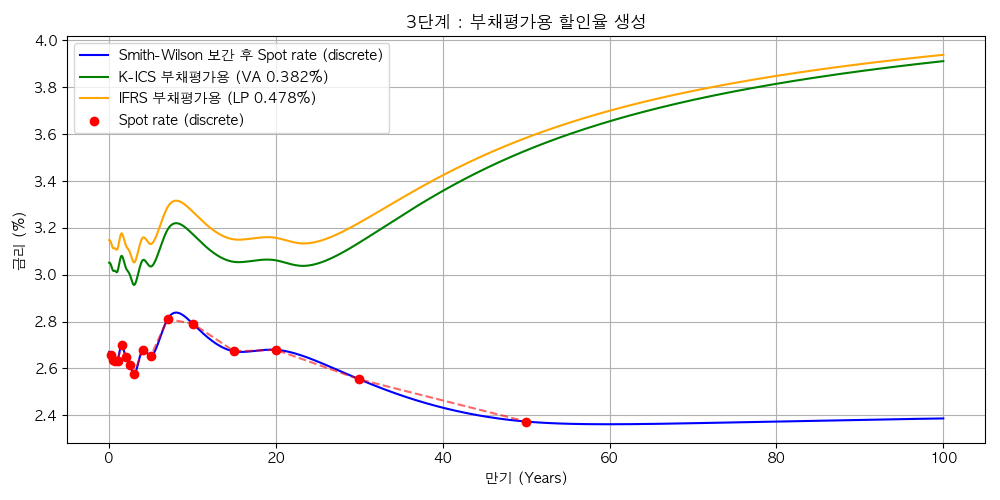 3단계 : 부채평가용 할인율 생성
Smith-Wilson 보간 후 Spot rate (discrete)
K-ICS 부채평가용 (VA 0.382%)
IFRS 부채평가용 (LP 0.478%)
Spot rate (discrete)
금리 (%)
4.0
3.8
3.6
3.4
3.2
3.0
2.8
2.6
2.4
0 20 40 60 80 100
만기 (Years)